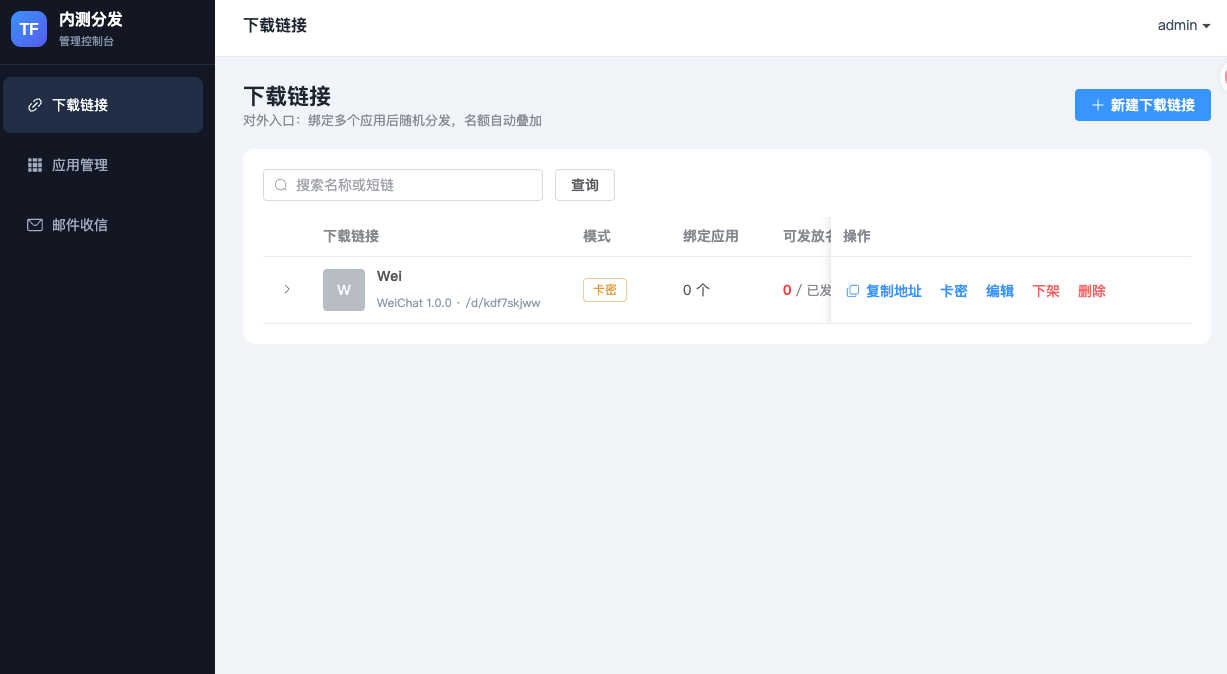 TF
内测分发
管理控制台
下载链接
admin
下载链接
应用管理
邮件收信
下载链接
对外入口：绑定多个应用后随机分发，名额自动叠加
新建下载链接
搜索名称或短链
查询
下载链接 模式 绑定应用 可发放 操作
W
Wei
WeiChat 1.0.0 · /d/kdf7skjww
卡密
0 个
0 / 已发
复制地址 卡密 编辑 下架 删除